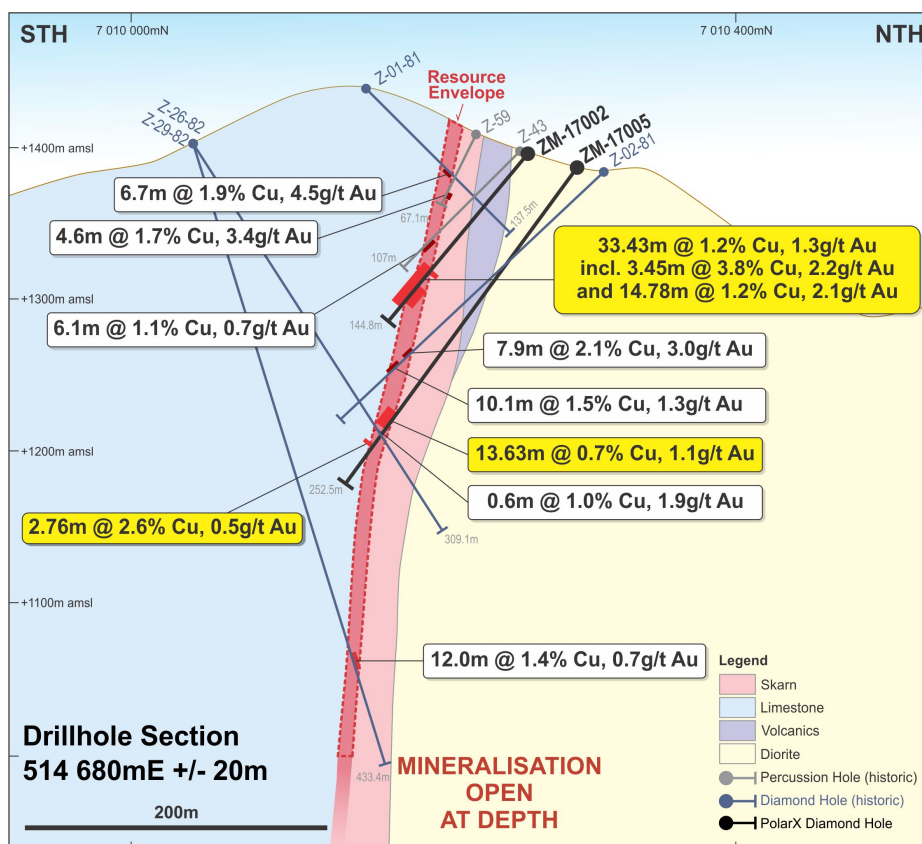 STH
7 010 000mN
7 010 400mN
NTH
Z-01-81
Resource
Envelope
Z-26-82
Z-29-82
Z-59
Z-43
ZM-17002
ZM-17005
Z-02-81
+1400m amsl
6.7m @ 1.9% Cu, 4.5g/t Au
67.1m
137.5m
4.6m @ 1.7% Cu, 3.4g/t Au
107m
33.43m @ 1.2% Cu, 1.3g/t Au
incl. 3.45m @ 3.8% Cu, 2.2g/t Au
and 14.78m @ 1.2% Cu, 2.1g/t Au
+1300m amsl
6.1m @ 1.1% Cu, 0.7g/t Au
144.8m
7.9m @ 2.1% Cu, 3.0g/t Au
10.1m @ 1.5% Cu, 1.3g/t Au
+1200m amsl
13.63m @ 0.7% Cu, 1.1g/t Au
252.5m
0.6m @ 1.0% Cu, 1.9g/t Au
2.76m @ 2.6% Cu, 0.5g/t Au
309.1m
+1100m amsl
12.0m @ 1.4% Cu, 0.7g/t Au
Drillhole Section
514 680mE +/- 20m
200m
433.4m
MINERALISATION
OPEN
AT DEPTH
Legend
Skarn
Limestone
Volcanics
Diorite
Percussion Hole (historic)
Diamond Hole (historic)
PolarX Diamond Hole